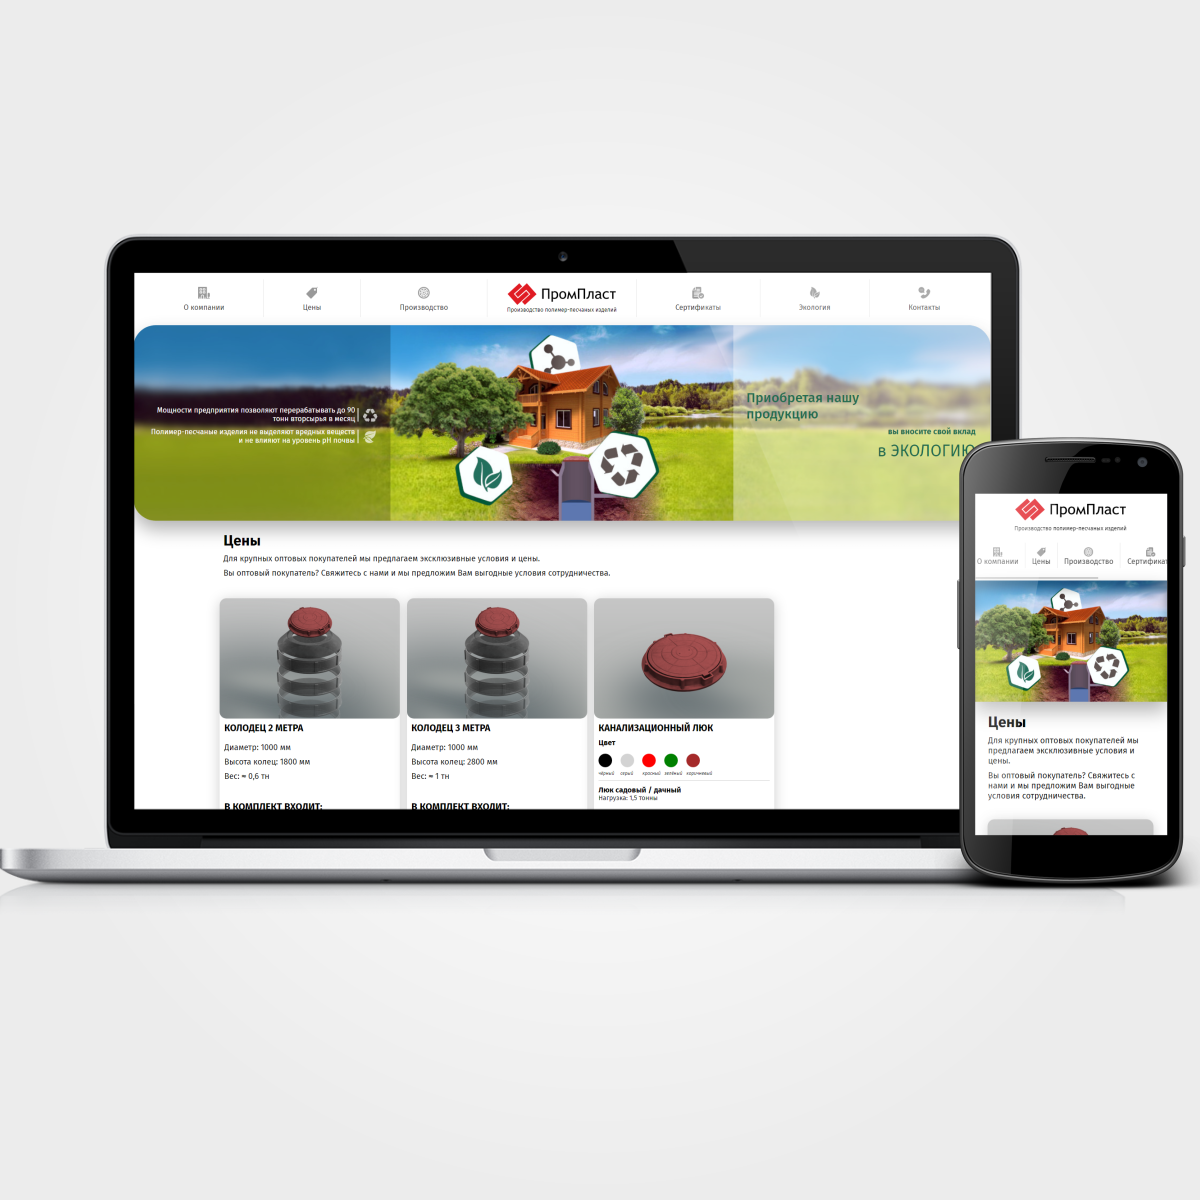 О компании
Цены
Производство
ПромПласт
Производство полимер-песчаных изделий
Сертификаты
Экология
Контакты
Мощности предприятия позволяют перерабатывать до 90
тонн вторсырья в месяц
Полимер-песчаные изделия не выделяют вредных веществ
и не влияют на уровень pH почвы
Приобретая нашу
продукцию
вы вносите свой вклад
в ЭКОЛОГИЮ
Цены
Для крупных оптовых покупателей мы предлагаем эксклюзивные условия и цены.
Вы оптовый покупатель? Свяжитесь с нами и мы предложим Вам выгодные условия сотрудничества.
КОЛОДЕЦ 2 МЕТРА
Диаметр: 1000 мм
Высота колец: 1800 мм
Вес: ≈ 0,6 тн
В КОМПЛЕКТ ВХОДИТ:
КОЛОДЕЦ 3 МЕТРА
Диаметр: 1000 мм
Высота колец: 2800 мм
Вес: ≈ 1 тн
В КОМПЛЕКТ ВХОДИТ:
КАНАЛИЗАЦИОННЫЙ ЛЮК
Цвет
чёрный серый красный зелёный коричневый
Люк садовый / дачный
Нагрузка: 1,5 тонны
ПромПласт
Производство полимер-песчаных изделий
О компании
Цены
Производство
Сертификат
Цены
Для крупных оптовых покупателей мы
предлагаем эксклюзивные условия и
цены.
Вы оптовый покупатель? Свяжитесь с
нами и мы предложим Вам выгодные
условия сотрудничества.